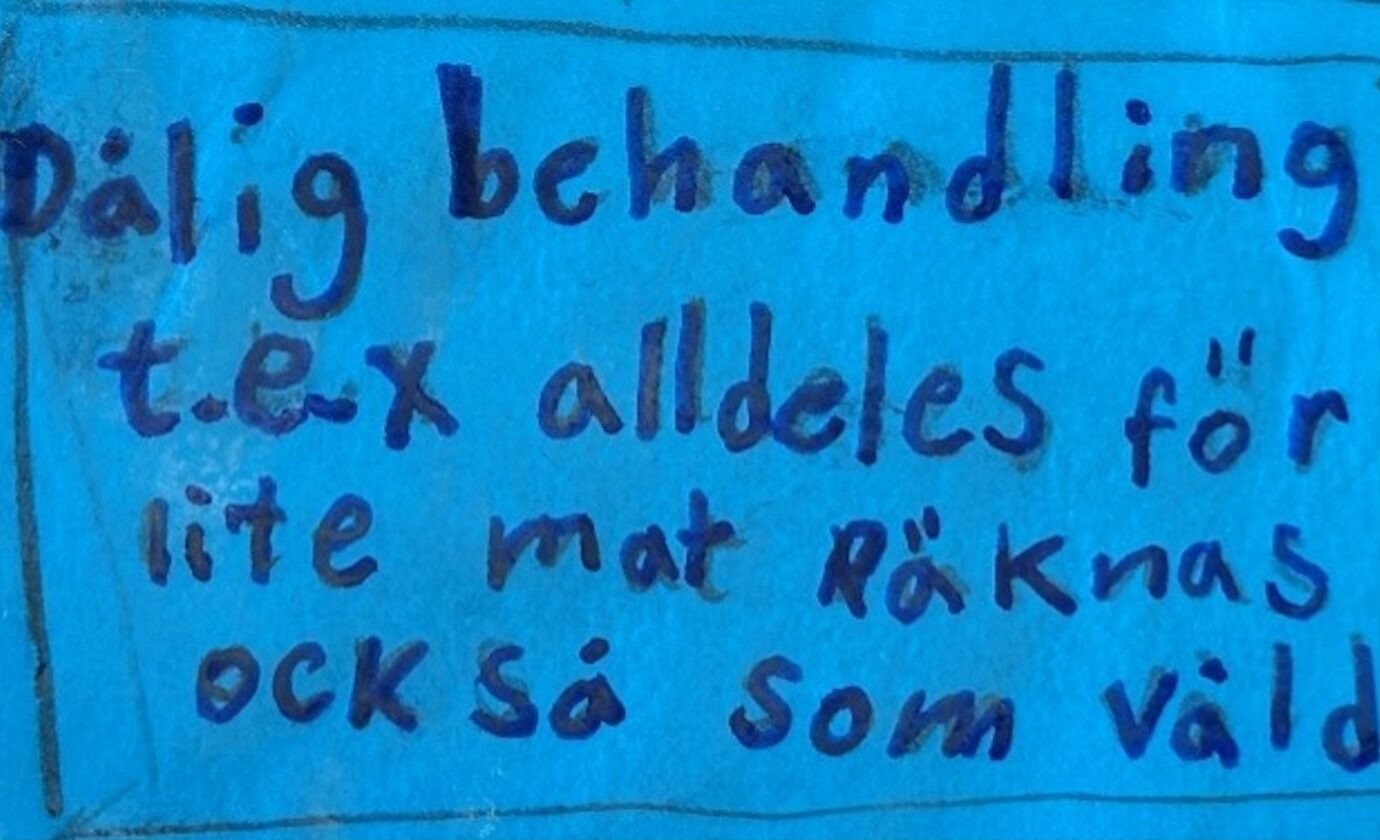 Dålig behandling
t.e.x alldeles för
lite mat Räknas
också som våld